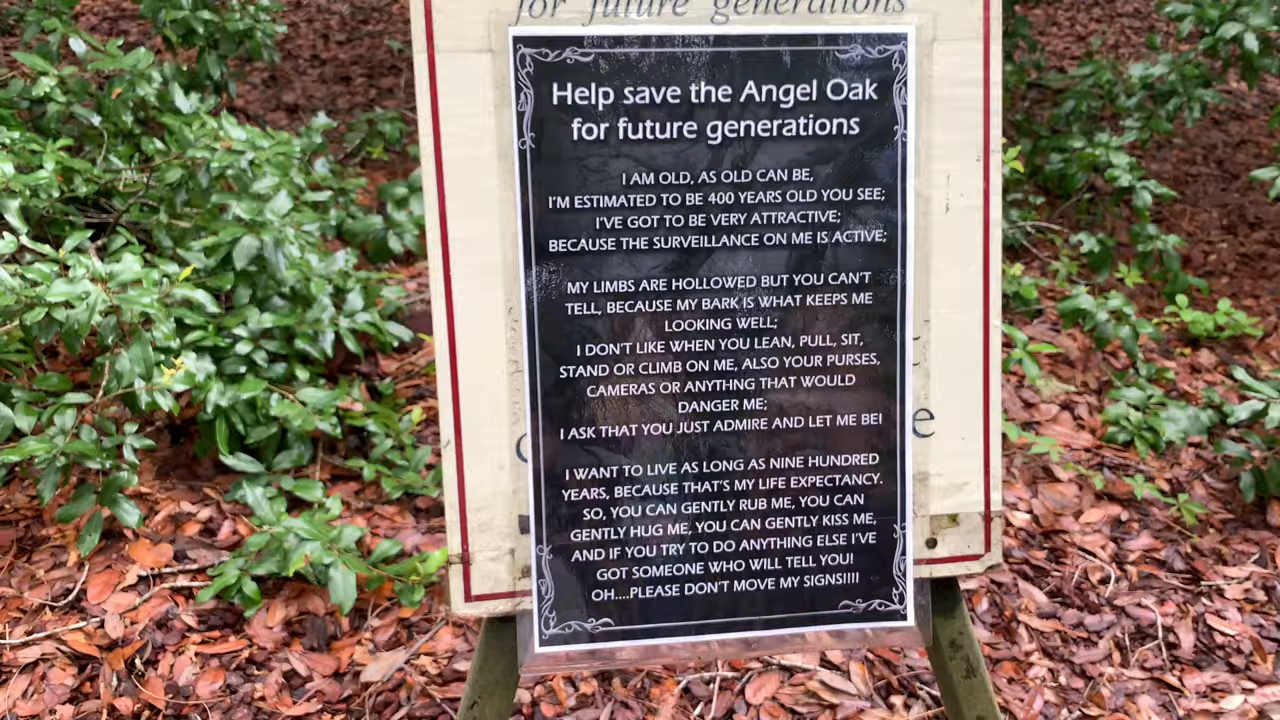 for future generations
Help save the Angel Oak
for future generations
I AM OLD, AS OLD CAN BE,
I'M ESTIMATED TO BE 400 YEARS OLD YOU SEE;
I'VE GOT TO BE VERY ATTRACTIVE;
BECAUSE THE SURVEILLANCE ON ME IS ACTIVE;
MY LIMBS ARE HOLLOWED BUT YOU CAN'T
TELL, BECAUSE MY BARK IS WHAT KEEPS ME
LOOKING WELL;
I DON'T LIKE WHEN YOU LEAN, PULL, SIT,
STAND OR CLIMB ON ME, ALSO YOUR PURSES,
CAMERAS OR ANYTHNG THAT WOULD
DANGER ME;
I ASK THAT YOU JUST ADMIRE AND LET ME BE!
I WANT TO LIVE AS LONG AS NINE HUNDRED
YEARS, BECAUSE THAT'S MY LIFE EXPECTANCY.
SO, YOU CAN GENTLY RUB ME, YOU CAN
GENTLY HUG ME, YOU CAN GENTLY KISS ME,
AND IF YOU TRY TO DO ANYTHING ELSE I'VE
GOT SOMEONE WHO WILL TELL YOU!
OH....PLEASE DON'T MOVE MY SIGNS!!!!